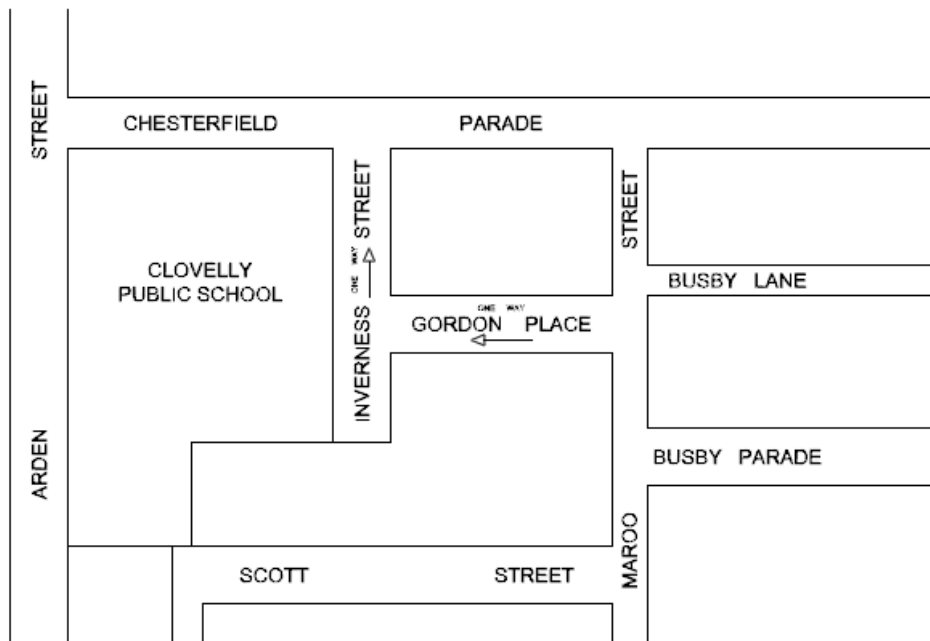 STREET
CHESTERFIELD PARADE
STREET
STREET
CLOVELLY
PUBLIC SCHOOL
ONE WAY
BUSBY LANE
ONE WAY
GORDON PLACE
INVERNESS
ARDEN
BUSBY PARADE
MAROO
SCOTT STREET